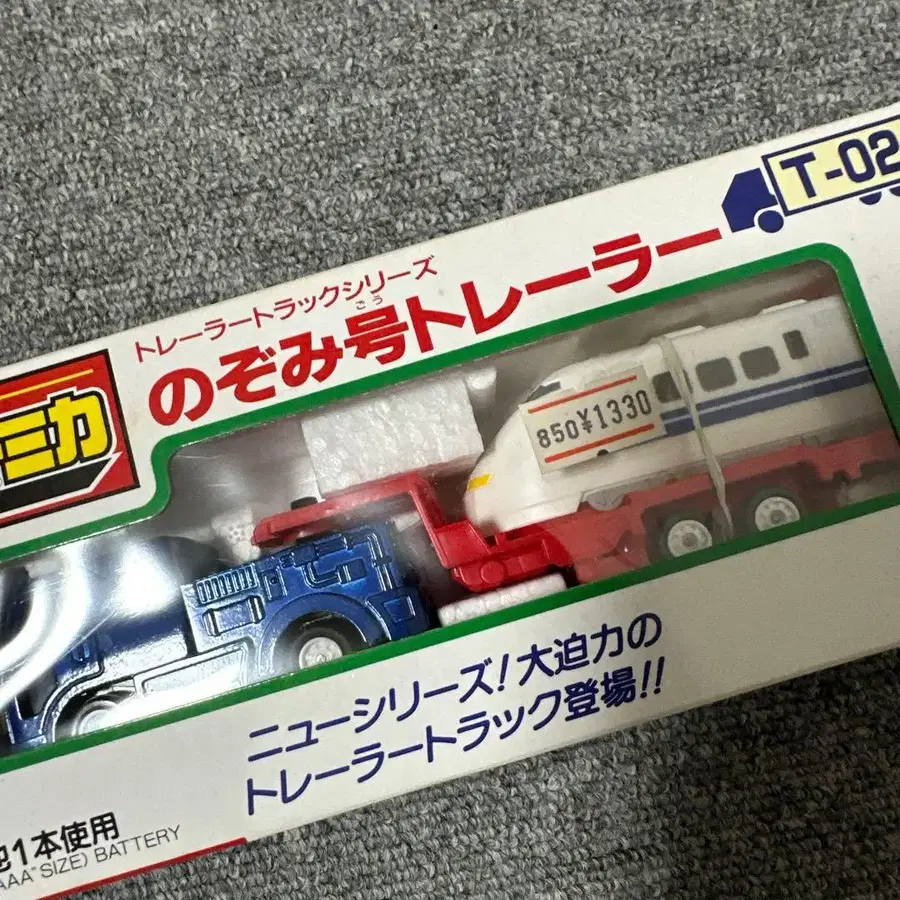 T-02
トレーラートラックシリーズ
ごう
のぞみ号トレーラー
ミカ
850¥1330
ニューシリーズ!大迫力の
トレーラートラック登場!!
1本使用
AAA"SIZE) BATTERY